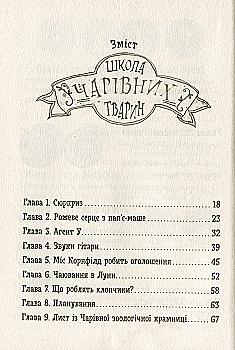 Зміст
ШКОЛА
ЧАРІВНИХ
ТВАРИН
Глава 1. Сюрприз 18
Глава 2. Рожеве серце з пап'є-маше 23
Глава 3. Агент У 32
Глава 4. Звуки гітари 39
Глава 5. Міс Корнфілд робить оголошення 45
Глава 6. Чаювання в Луни 52
Глава 7. Що роблять хлопчики? 58
Глава 8. Планування 63
Глава 9. Лист із Чарівної зоологічної крамниці 67